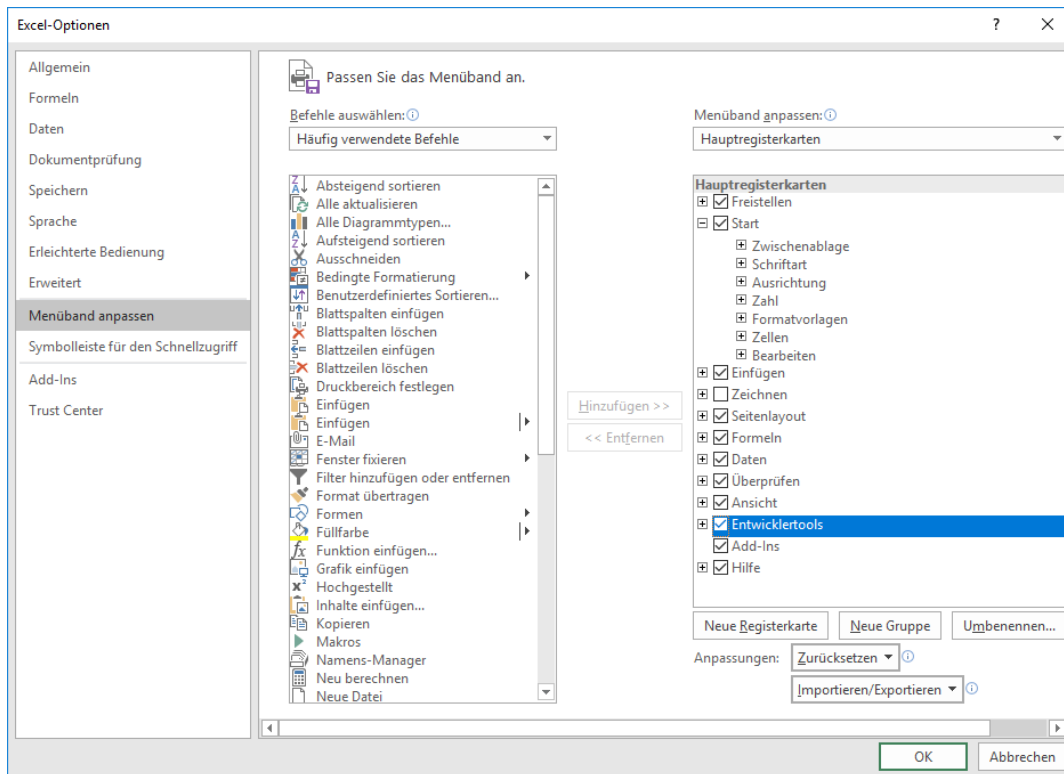 Excel-Optionen
?
Allgemein
Formeln
Daten
Dokumentprüfung
Speichern
Sprache
Erleichterte Bedienung
Erweitert
Menüband anpassen
Symbolleiste für den Schnellzugriff
Add-Ins
Trust Center
Passen Sie das Menüband an.
Befehle auswählen:
Häufig verwendete Befehle
Absteigend sortieren
Alle aktualisieren
Alle Diagrammtypen...
Aufsteigend sortieren
Ausschneiden
Bedingte Formatierung
Benutzerdefiniertes Sortieren...
Blattspalten einfügen
Blattspalten löschen
Blattzeilen einfügen
Blattzeilen löschen
Druckbereich festlegen
Einfügen
Einfügen
E-Mail
Fenster fixieren
Filter hinzufügen oder entfernen
Format übertragen
Formen
Füllfarbe
Funktion einfügen...
Grafik einfügen
Hochgestellt
Inhalte einfügen...
Kopieren
Makros
Namens-Manager
Neu berechnen
Neue Datei
Hinzufügen >>
<< Entfernen
Menüband anpassen:
Hauptregisterkarten
Hauptregisterkarten
Freistellen
Start
Zwischenablage
Schriftart
Ausrichtung
Zahl
Formatvorlagen
Zellen
Bearbeiten
Einfügen
Zeichnen
Seitenlayout
Formeln
Daten
Überprüfen
Ansicht
Entwicklertools
Add-Ins
Hilfe
Neue Registerkarte
Neue Gruppe
Umbenennen...
Anpassungen:
Zurücksetzen
Importieren/Exportieren
OK
Abbrechen